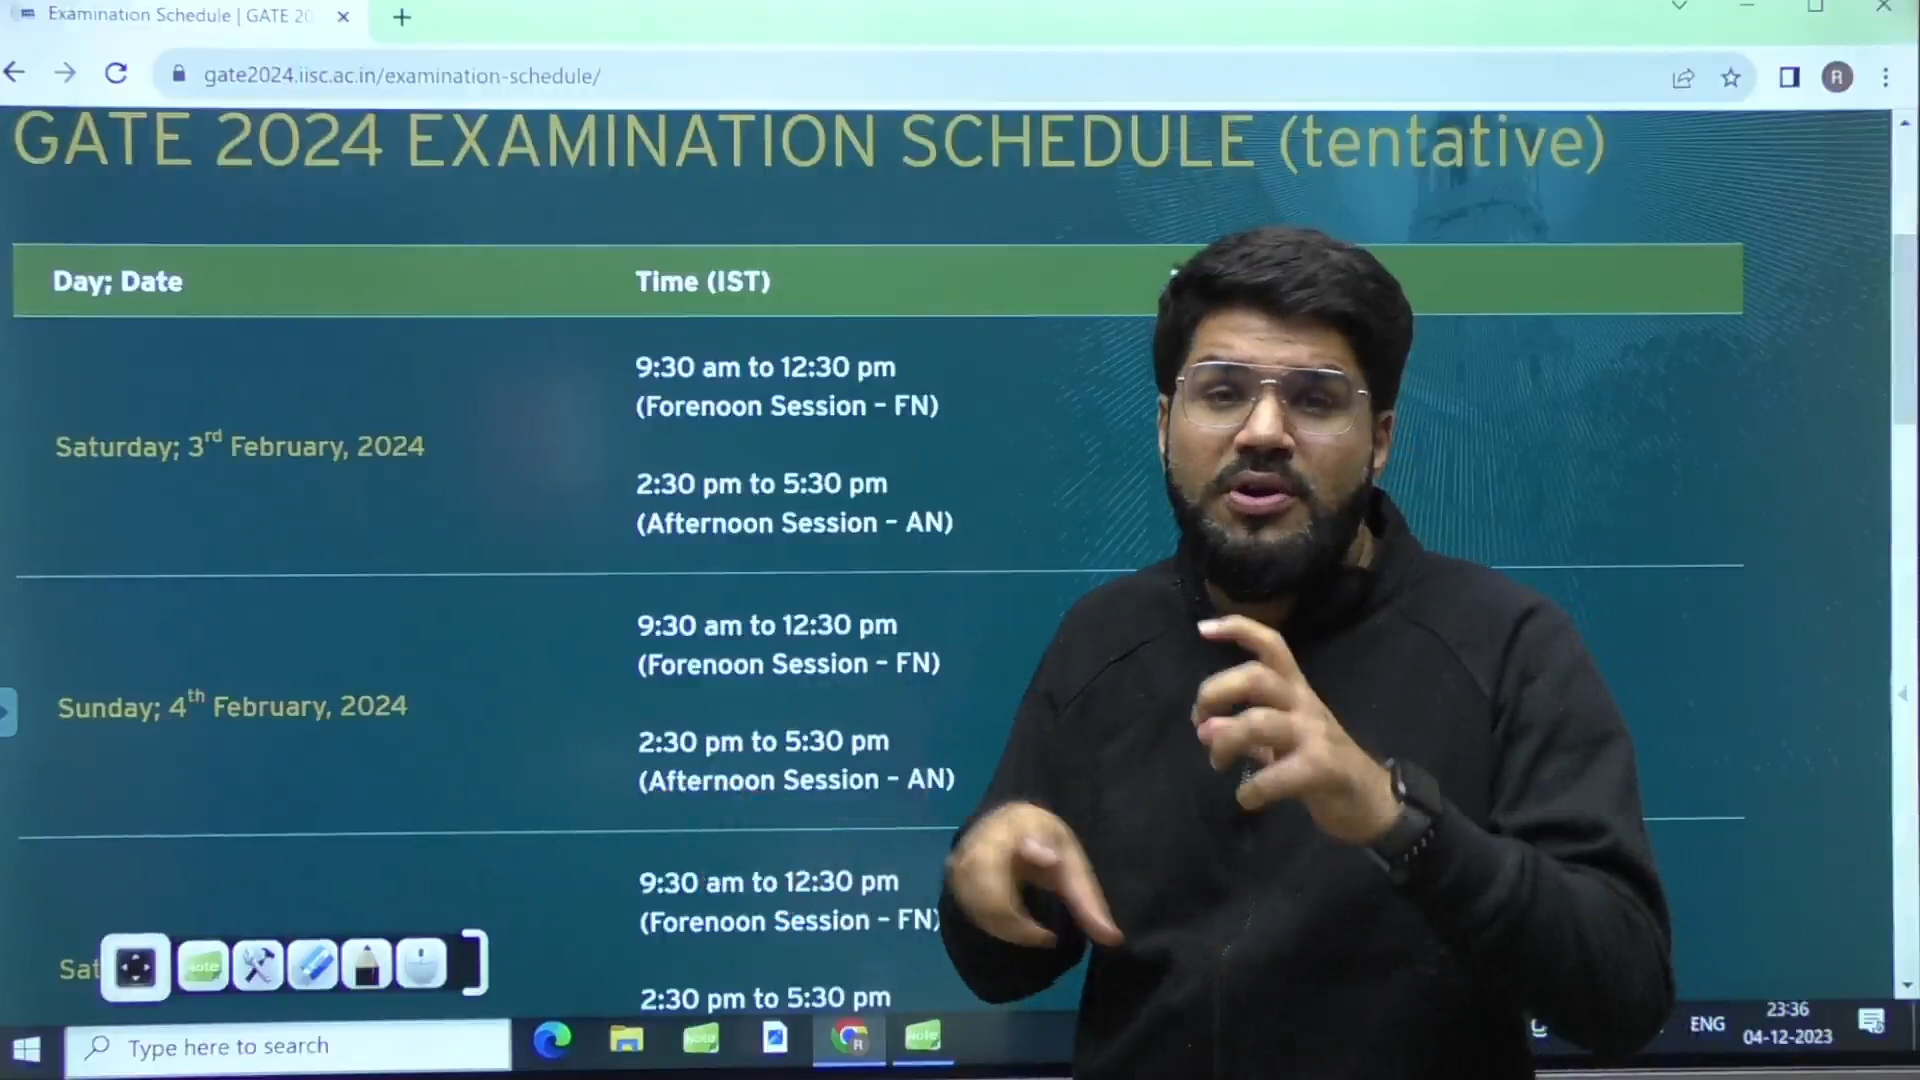 Examination Schedule | GATE 20
gate2024.iisc.ac.in/examination-schedule/
R
GATE 2024 EXAMINATION SCHEDULE (tentative)
Day; Date
Time (IST)
9:30 am to 12:30 pm
(Forenoon Session – FN)
Saturday; 3rd February, 2024
2:30 pm to 5:30 pm
(Afternoon Session – AN)
9:30 am to 12:30 pm
(Forenoon Session – FN)
Sunday; 4th February, 2024
2:30 pm to 5:30 pm
(Afternoon Session – AN)
9:30 am to 12:30 pm
(Forenoon Session – FN)
Sat
Note
2:30 pm to 5:30 pm
Type here to search
Note
R
Note
ENG
23:36
04-12-2023